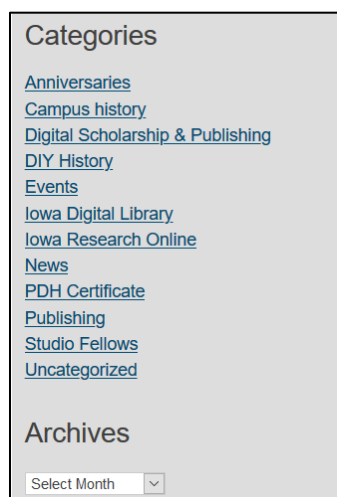 Categories
Anniversaries
Campus history
Digital Scholarship & Publishing
DIY History
Events
Iowa Digital Library
Iowa Research Online
News
PDH Certificate
Publishing
Studio Fellows
Uncategorized
Archives
Select Month